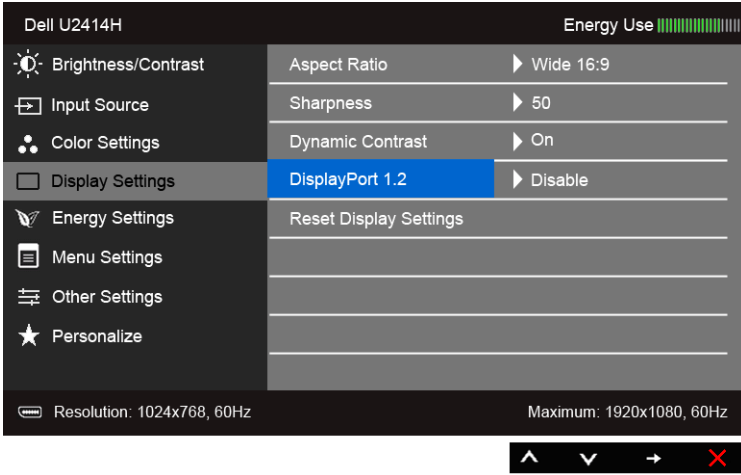 Dell U2414H Energy Use
Brightness/Contrast Aspect Ratio Wide 16:9
Input Source Sharpness 50
Color Settings Dynamic Contrast On
Display Settings DisplayPort 1.2 Disable
Energy Settings Reset Display Settings
Menu Settings
Other Settings
Personalize
Resolution: 1024x768, 60Hz Maximum: 1920x1080, 60Hz